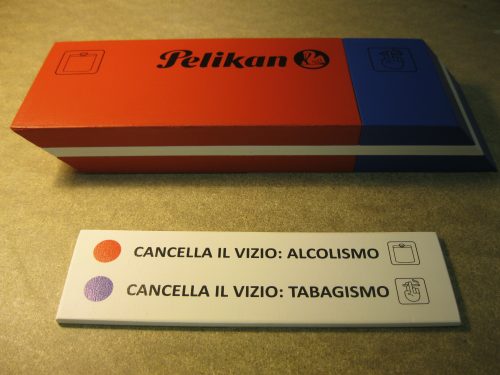 Pelikan
CANCELLA IL VIZIO: ALCOLISMO
CANCELLA IL VIZIO: TABAGISMO